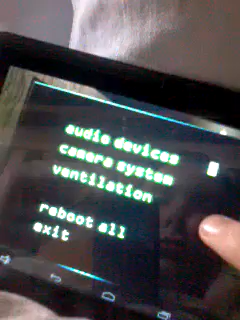 audio devices
camera system
ventilation
reboot all
exit